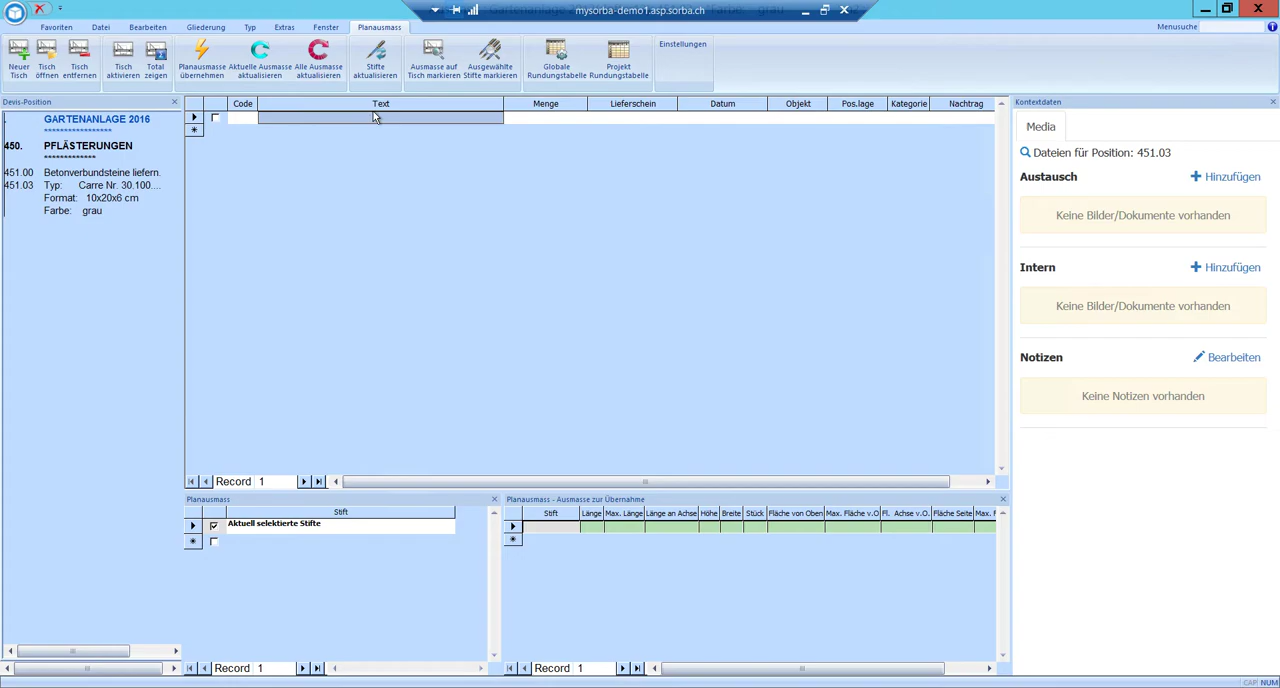 mysorba-demo1.asp.sorba.ch
Favoriten Datei Bearbeiten Gliederung Typ Extras Fenster Planausmass Menusuche
Neuer Tisch
Tisch öffnen
Tisch entfernen
Tisch aktivieren
Total zeigen
Planausmasse übernehmen
Aktuelle Ausmasse aktualisieren
Alle Ausmasse aktualisieren
Stifte aktualisieren
Ausmasse auf Tisch markieren
Ausgewählte Stifte markieren
Globale Rundungstabelle
Projekt Rundungstabelle
Einstellungen
Devis-Position
. GARTENANLAGE 2016
*****************
450. PFLÄSTERUNGEN
*************
451.00 Betonverbundsteine liefern.
451.03 Typ: Carre Nr. 30.100....
Format: 10x20x6 cm
Farbe: grau
Code Text Menge Lieferschein Datum Objekt Pos.lage Kategorie Nachtrag
Record 1
Planausmass
Stift
Aktuell selektierte Stifte
Record 1
Planausmass - Ausmasse zur Übernahme
Stift Länge Max. Länge Länge an Achse Höhe Breite Stück Fläche von Oben Max. Fläche v.O Fl. Achse v.O. Fläche Seite Max. F
Record 1
Kontextdaten
Media
Dateien für Position: 451.03
Austausch Hinzufügen
Keine Bilder/Dokumente vorhanden
Intern Hinzufügen
Keine Bilder/Dokumente vorhanden
Notizen Bearbeiten
Keine Notizen vorhanden
CAP NUM